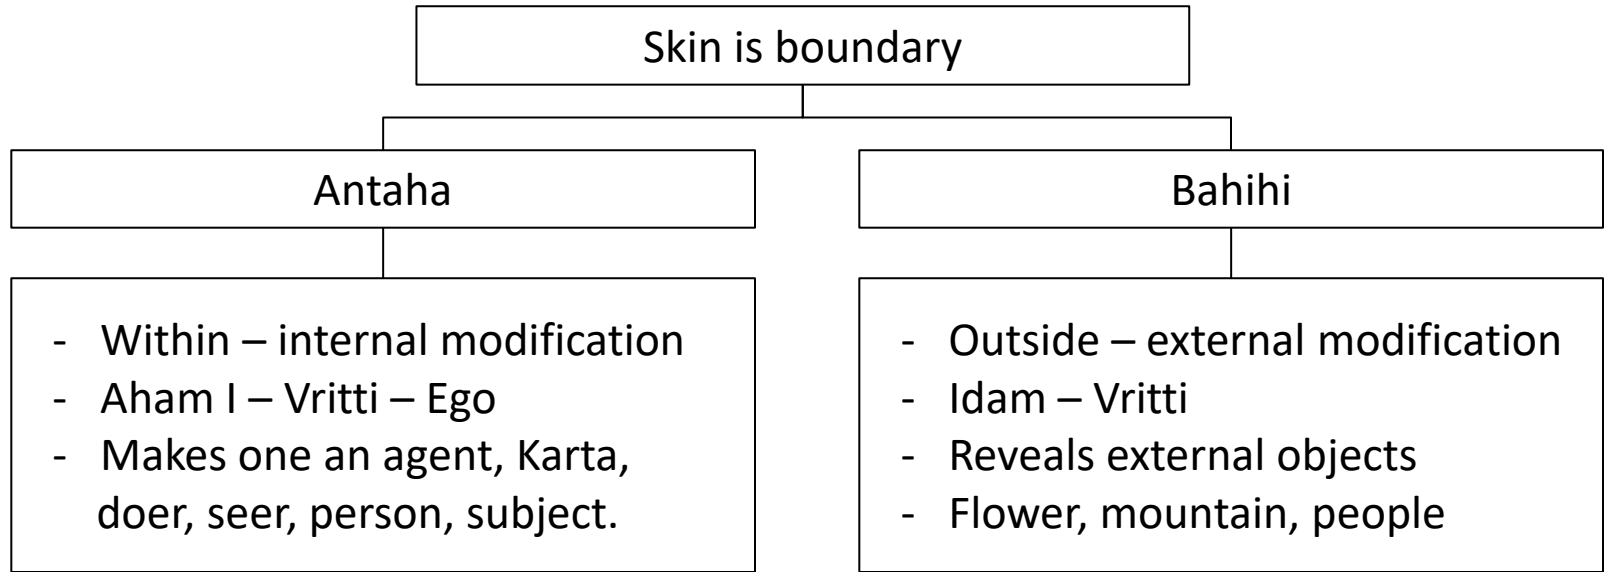 Skin is boundary
Antaha
Bahihi
- Within – internal modification
- Aham I – Vritti – Ego
- Makes one an agent, Karta,
doer, seer, person, subject.
- Outside – external modification
- Idam – Vritti
- Reveals external objects
- Flower, mountain, people